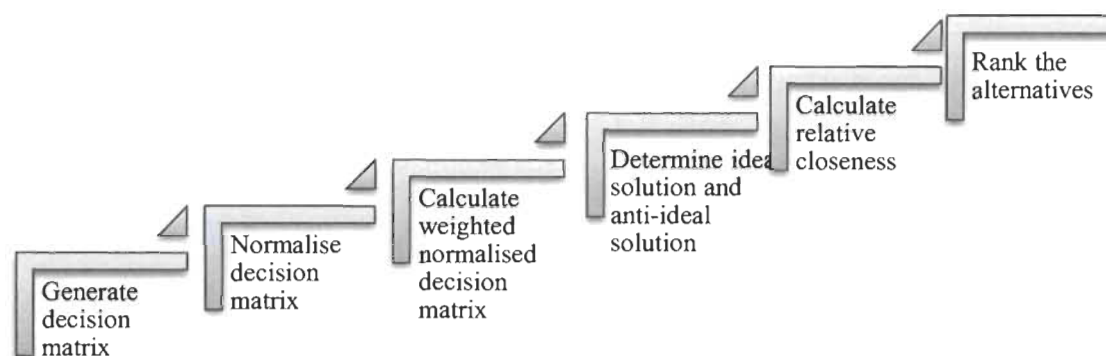 Generate
decision
matrix
Normalise
decision
matrix
Calculate
weighted
normalised
decision
matrix
Determine idea
solution and
anti-ideal
solution
Calculate
relative
closeness
Rank the
alternatives